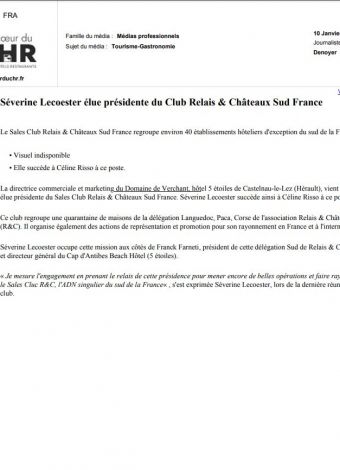 FRA
cœur du
HR
rduchr.fr
Famille du média : Médias professionnels
Sujet du média : Tourisme-Gastronomie
10 Janvie
Journaliste
Denoyer
Séverine Lecoester élue présidente du Club Relais & Châteaux Sud France
Le Sales Club Relais & Châteaux Sud France regroupe environ 40 établissements hôteliers d'exception du sud de la F
• Visuel indisponible
• Elle succède à Céline Risso à ce poste.
La directrice commerciale et marketing du Domaine de Verchant, hôtel 5 étoiles de Castelnau-le-Lez (Hérault), vient
élue présidente du Sales Club Relais & Châteaux Sud France. Séverine Lecoester succède ainsi à Céline Risso à ce po
Ce club regroupe une quarantaine de maisons de la délégation Languedoc, Paca, Corse de l'association Relais & Chât
(R&C). Il organise également des actions de représentation et promotion pour son rayonnement en France et à l'intern
Séverine Lecoester occupe cette mission aux côtés de Franck Farneti, président de cette délégation Sud de Relais & C
et directeur général du Cap d'Antibes Beach Hôtel (5 étoiles).
« Je mesure l'engagement en prenant le relais de cette présidence pour mener encore de belles opérations et faire ray
le Sales Cluc R&C, l'ADN singulier du sud de la France« , s'est exprimée Séverine Lecoester, lors de la dernière réun
club.